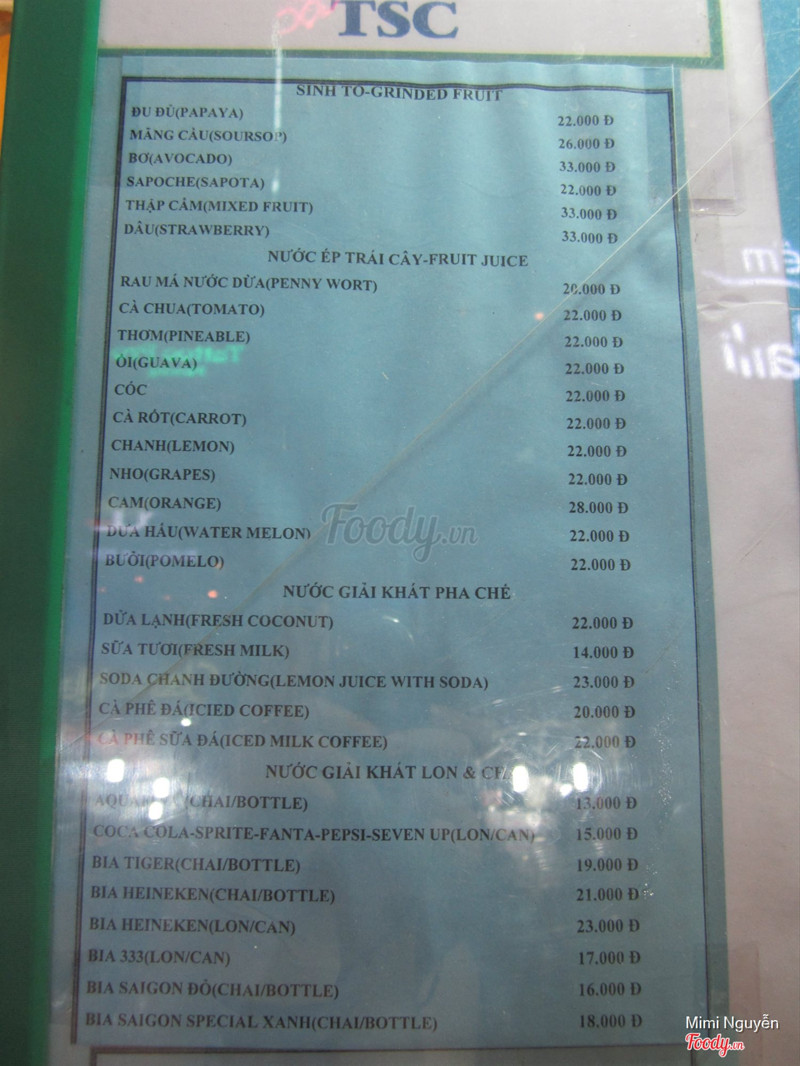 TSC
SINH TỐ-GRINDED FRUIT
ĐU ĐỦ(PAPAYA) 22.000 Đ
MÃNG CẦU(SOURSOP) 26.000 Đ
BƠ(AVOCADO) 33.000 Đ
SAPOCHE(SAPOTA) 22.000 Đ
THẬP CẨM(MIXED FRUIT) 33.000 Đ
DÂU(STRAWBERRY) 33.000 Đ
NƯỚC ÉP TRÁI CÂY-FRUIT JUICE
RAU MÁ NƯỚC DỪA(PENNY WORT) 20.000 Đ
CÀ CHUA(TOMATO) 22.000 Đ
THƠM(PINEABLE) 22.000 Đ
ỔI(GUAVA) 22.000 Đ
CÓC 22.000 Đ
CÀ RỐT(CARROT) 22.000 Đ
CHANH(LEMON) 22.000 Đ
NHO(GRAPES) 22.000 Đ
CAM(ORANGE) 28.000 Đ
DƯA HẤU(WATER MELON) 22.000 Đ
BƯỞI(POMELO) 22.000 Đ
Foody.vn
NƯỚC GIẢI KHÁT PHA CHẾ
DỪA LẠNH(FRESH COCONUT) 22.000 Đ
SỮA TƯƠI(FRESH MILK) 14.000 Đ
SODA CHANH ĐƯỜNG(LEMON JUICE WITH SODA) 23.000 Đ
CÀ PHÊ ĐÁ(ICIED COFFEE) 20.000 Đ
CÀ PHÊ SỮA ĐÁ(ICED MILK COFFEE) 22.000 Đ
NƯỚC GIẢI KHÁT LON &
(CHAI/BOTTLE) 13.000 Đ
COCA COLA-SPRITE-FANTA-PEPSI-SEVEN UP(LON/CAN) 15.000 Đ
BIA TIGER(CHAI/BOTTLE) 19.000 Đ
BIA HEINEKEN(CHAI/BOTTLE) 21.000 Đ
BIA HEINEKEN(LON/CAN) 23.000 Đ
BIA 333(LON/CAN) 17.000 Đ
BIA SAIGON ĐỎ(CHAI/BOTTLE) 16.000 Đ
BIA SAIGON SPECIAL XANH(CHAI/BOTTLE) 18.000 Đ
Mimi Nguyễn
Foody.vn